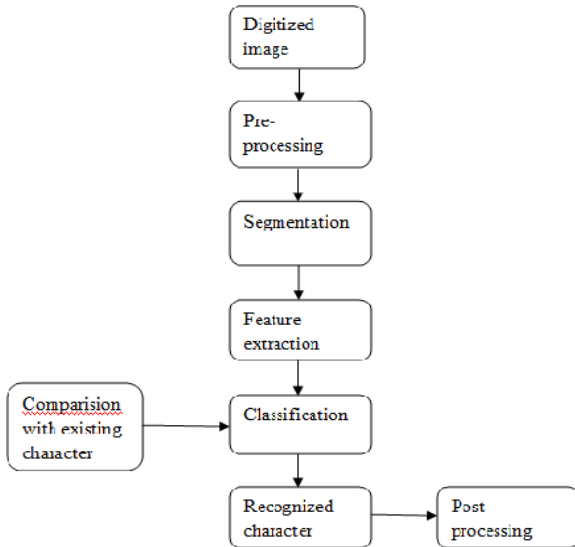 Digitized
image
Pre-
processing
Segmentation
Feature
extraction
Comparision
with existing
character
Classification
Recognized
character
Post
processing